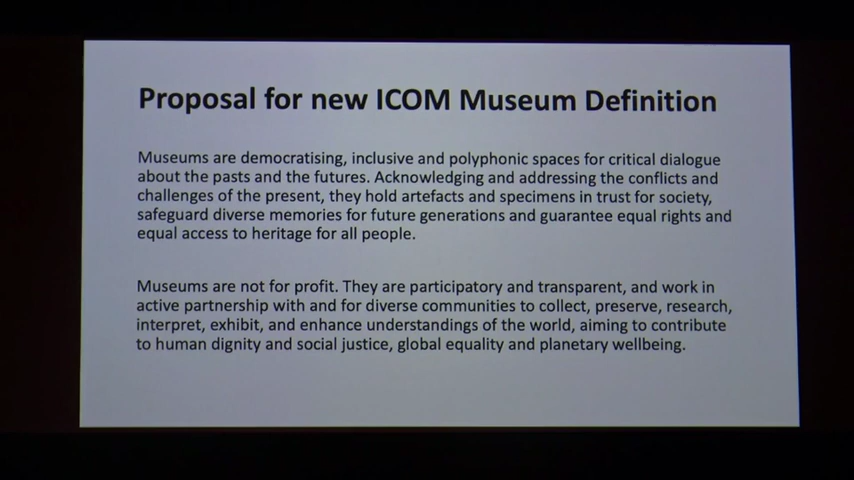 Proposal for new ICOM Museum Definition
Museums are democratising, inclusive and polyphonic spaces for critical dialogue
about the pasts and the futures. Acknowledging and addressing the conflicts and
challenges of the present, they hold artefacts and specimens in trust for society,
safeguard diverse memories for future generations and guarantee equal rights and
equal access to heritage for all people.
Museums are not for profit. They are participatory and transparent, and work in
active partnership with and for diverse communities to collect, preserve, research,
interpret, exhibit, and enhance understandings of the world, aiming to contribute
to human dignity and social justice, global equality and planetary wellbeing.